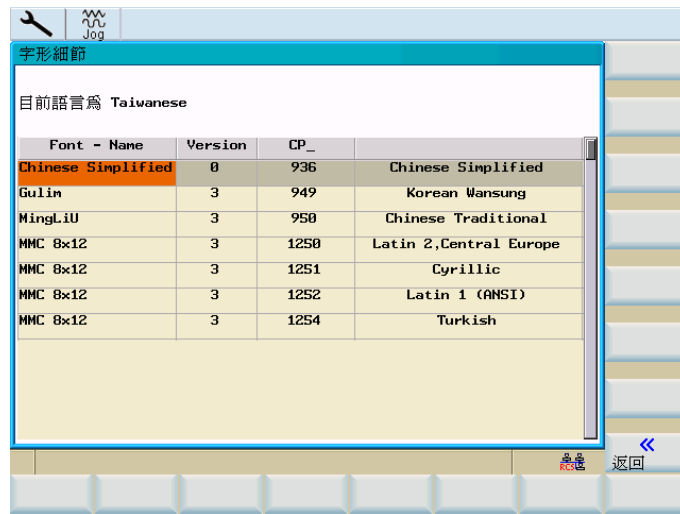 Jog
字形細節
目前語言為 Taiwanese
Font - Name Version CP_
Chinese Simplified 0 936 Chinese Simplified
Gulim 3 949 Korean Wansung
MingLiU 3 950 Chinese Traditional
MMC 8x12 3 1250 Latin 2,Central Europe
MMC 8x12 3 1251 Cyrillic
MMC 8x12 3 1252 Latin 1 (ANSI)
MMC 8x12 3 1254 Turkish
RCS
返回